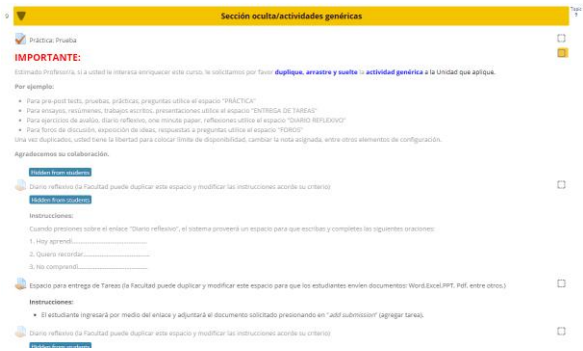 Topic
9 Sección oculta/actividades genéricas
?
Práctica: Prueba
IMPORTANTE:
Estimado Profesor/a, si a usted le interesa enriquecer este curso, le solicitamos por favor duplique, arrastre y suelte la actividad genérica a la Unidad que aplique.
Por ejemplo:
• Para pre-post tests, pruebas, prácticas, preguntas utilice el espacio "PRÁCTICA"
• Para ensayos, resúmenes, trabajos escritos, presentaciones utilice el espacio "ENTREGA DE TAREAS"
• Para ejercicios de avalúo, diario reflexivo, one minute paper, reflexiones utilice el espacio "DIARIO REFLEXIVO"
• Para foros de discusión, exposición de ideas, respuestas a preguntas utilice el espacio "FOROS"
Una vez duplicados, usted tiene la libertad para colocar límite de disponibilidad, cambiar la nota asignada, entre otros elementos de configuración.
Agradecemos su colaboración.
Hidden from students
Diario reflexivo (la Facultad puede duplicar este espacio y modificar las instrucciones acorde su criterio)
Hidden from students
Instrucciones:
Cuando presiones sobre el enlace "Diario reflexivo", el sistema proveerá un espacio para que escribas y completes las siguientes oraciones:
1. Hoy aprendí
2. Quiero recordar
3. No comprendí
Espacio para entrega de Tareas (la Facultad puede duplicar y modificar este espacio para que los estudiantes envíen documentos: Word.Excel.PPT. Pdf. entre otros.)
Instrucciones:
• El estudiante ingresará por medio del enlace y adjuntará el documento solicitado presionando en "add submission" (agregar tarea).
Diario reflexivo (la Facultad puede duplicar este espacio y modificar las instrucciones acorde su criterio)
Hidden from students